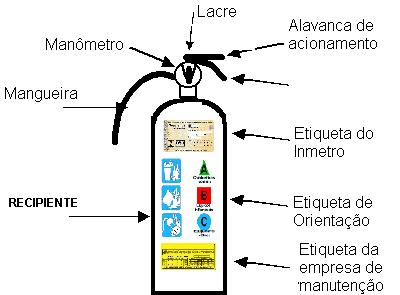 Lacre
Alavanca de
acionamento
Manômetro
Mangueira
Etiqueta do
Inmetro
A
B
C
RECIPIENTE
Etiqueta de
Orientação
Etiqueta da
empresa de
manutenção